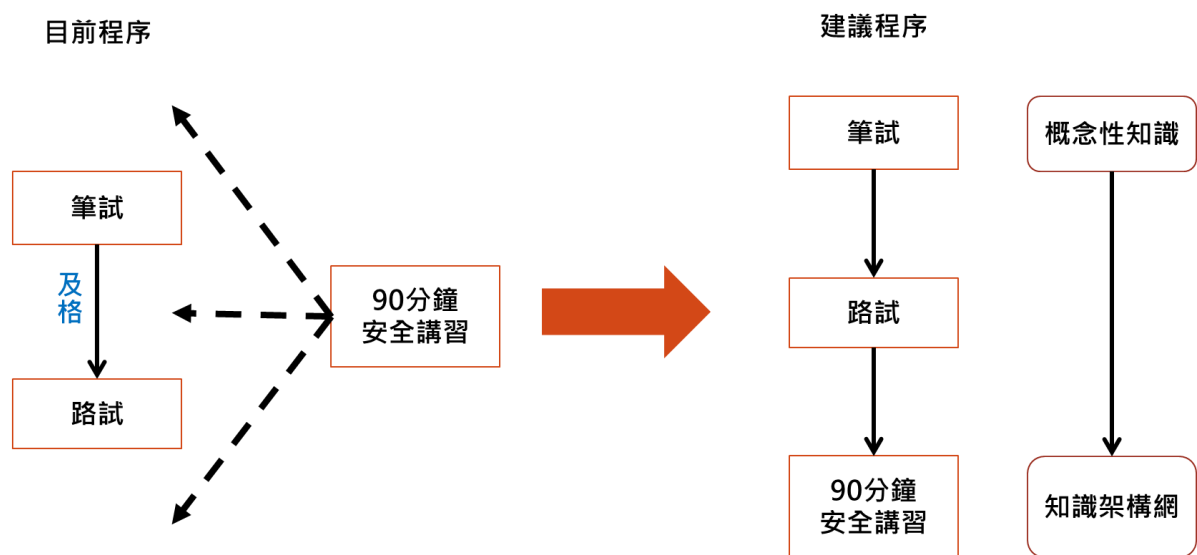 目前程序
筆試
及格
路試
90分鐘
安全講習
建議程序
筆試
路試
90分鐘
安全講習
概念性知識
知識架構網